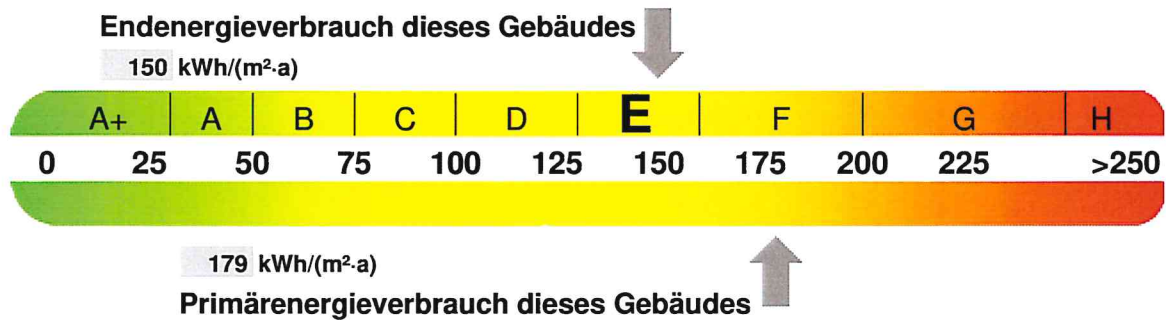 Endenergieverbrauch dieses Gebäudes
150 kWh/(m²·a)
A+ A B C D E F G H
0 25 50 75 100 125 150 175 200 225 >250
179 kWh/(m²·a)
Primärenergieverbrauch dieses Gebäudes